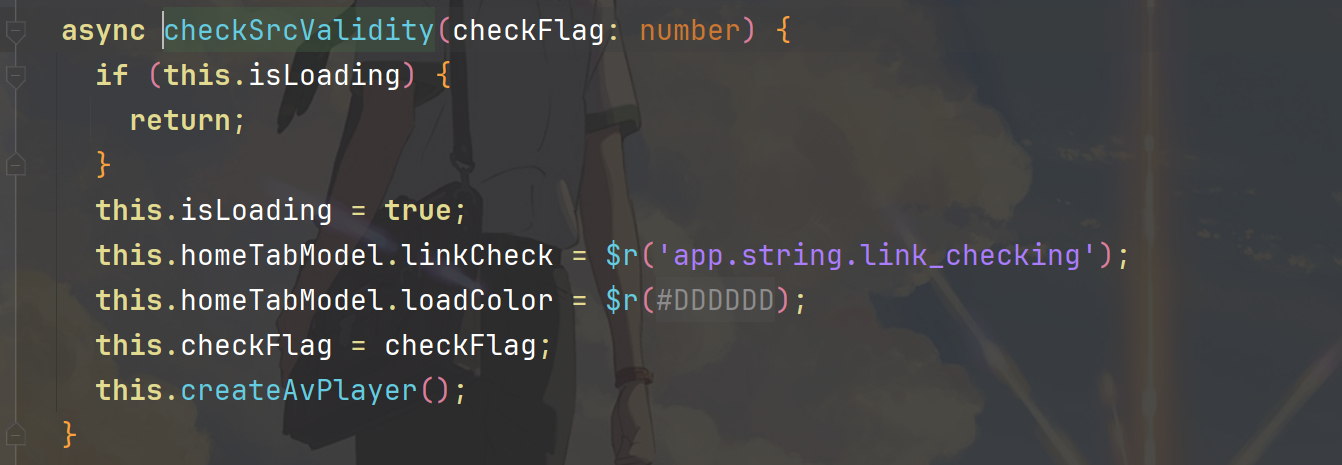 async checkSrcValidity(checkFlag: number) {
  if (this.isLoading) {
    return;
  }
  this.isLoading = true;
  this.homeTabModel.linkCheck = $r('app.string.link_checking');
  this.homeTabModel.loadColor = $r(#DDDDDD);
  this.checkFlag = checkFlag;
  this.createAvPlayer();
}